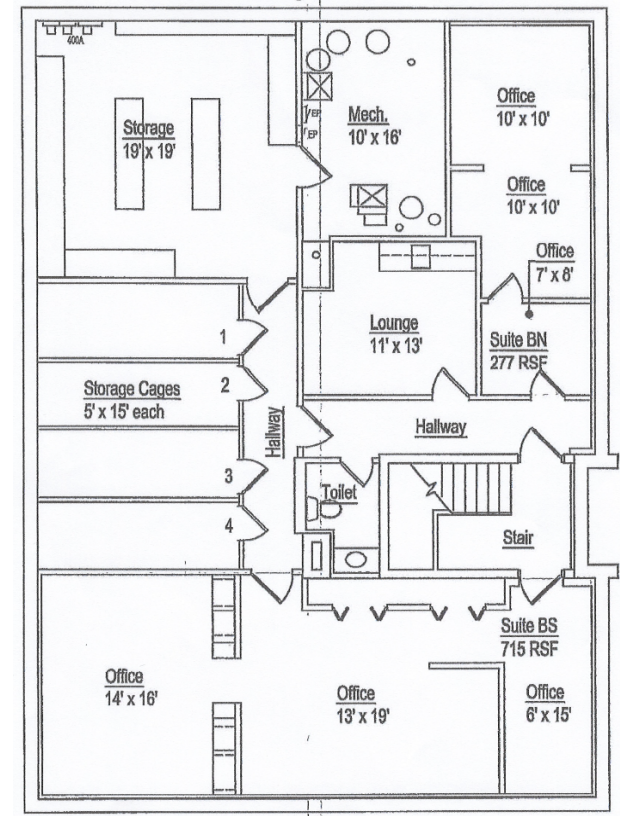 400A
Storage
19' x 19'
Mech.
10' x 16'
EP
EP
Office
10' x 10'
Office
10' x 10'
Office
7' x 8'
Lounge
11' x 13'
Suite BN
277 RSF
1
Storage Cages
5' x 15' each
2
3
4
Hallway
Hallway
Toilet
Stair
Suite BS
715 RSF
Office
14' x 16'
Office
13' x 19'
Office
6' x 15'